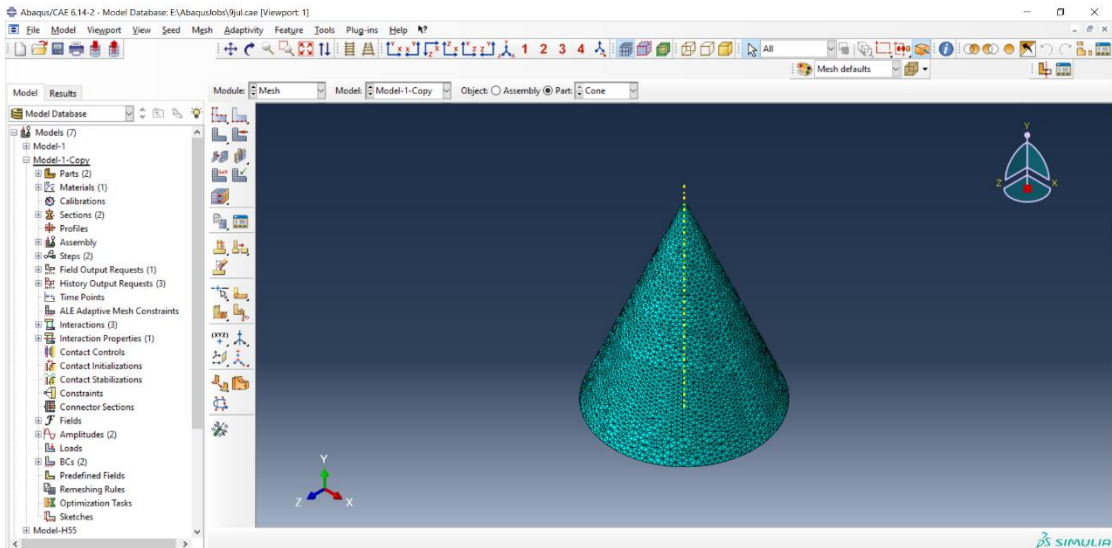 Abaqus/CAE 6.14-2 - Model Database: E:\AbaqusJobs\9jul.cae [Viewport: 1]
File Model Viewport View Seed Mesh Adaptivity Feature Tools Plug-ins Help
1 2 3 4 All
Mesh defaults
Model Results Module: Mesh Model: Model-1-Copy Object: Assembly Part: Cone
Model Database
Models (7)
Model-1
Model-1-Copy
Parts (2)
Materials (1)
Calibrations
Sections (2)
Profiles
Assembly
Steps (2)
Field Output Requests (1)
History Output Requests (3)
Time Points
ALE Adaptive Mesh Constraints
Interactions (3)
Interaction Properties (1)
Contact Controls
Contact Initializations
Contact Stabilizations
Constraints
Connector Sections
Fields
Amplitudes (2)
Loads
BCs (2)
Predefined Fields
Remeshing Rules
Optimization Tasks
Sketches
Model-H55
(XYZ)
Y
Z X
Y
Z X
SIMULIA